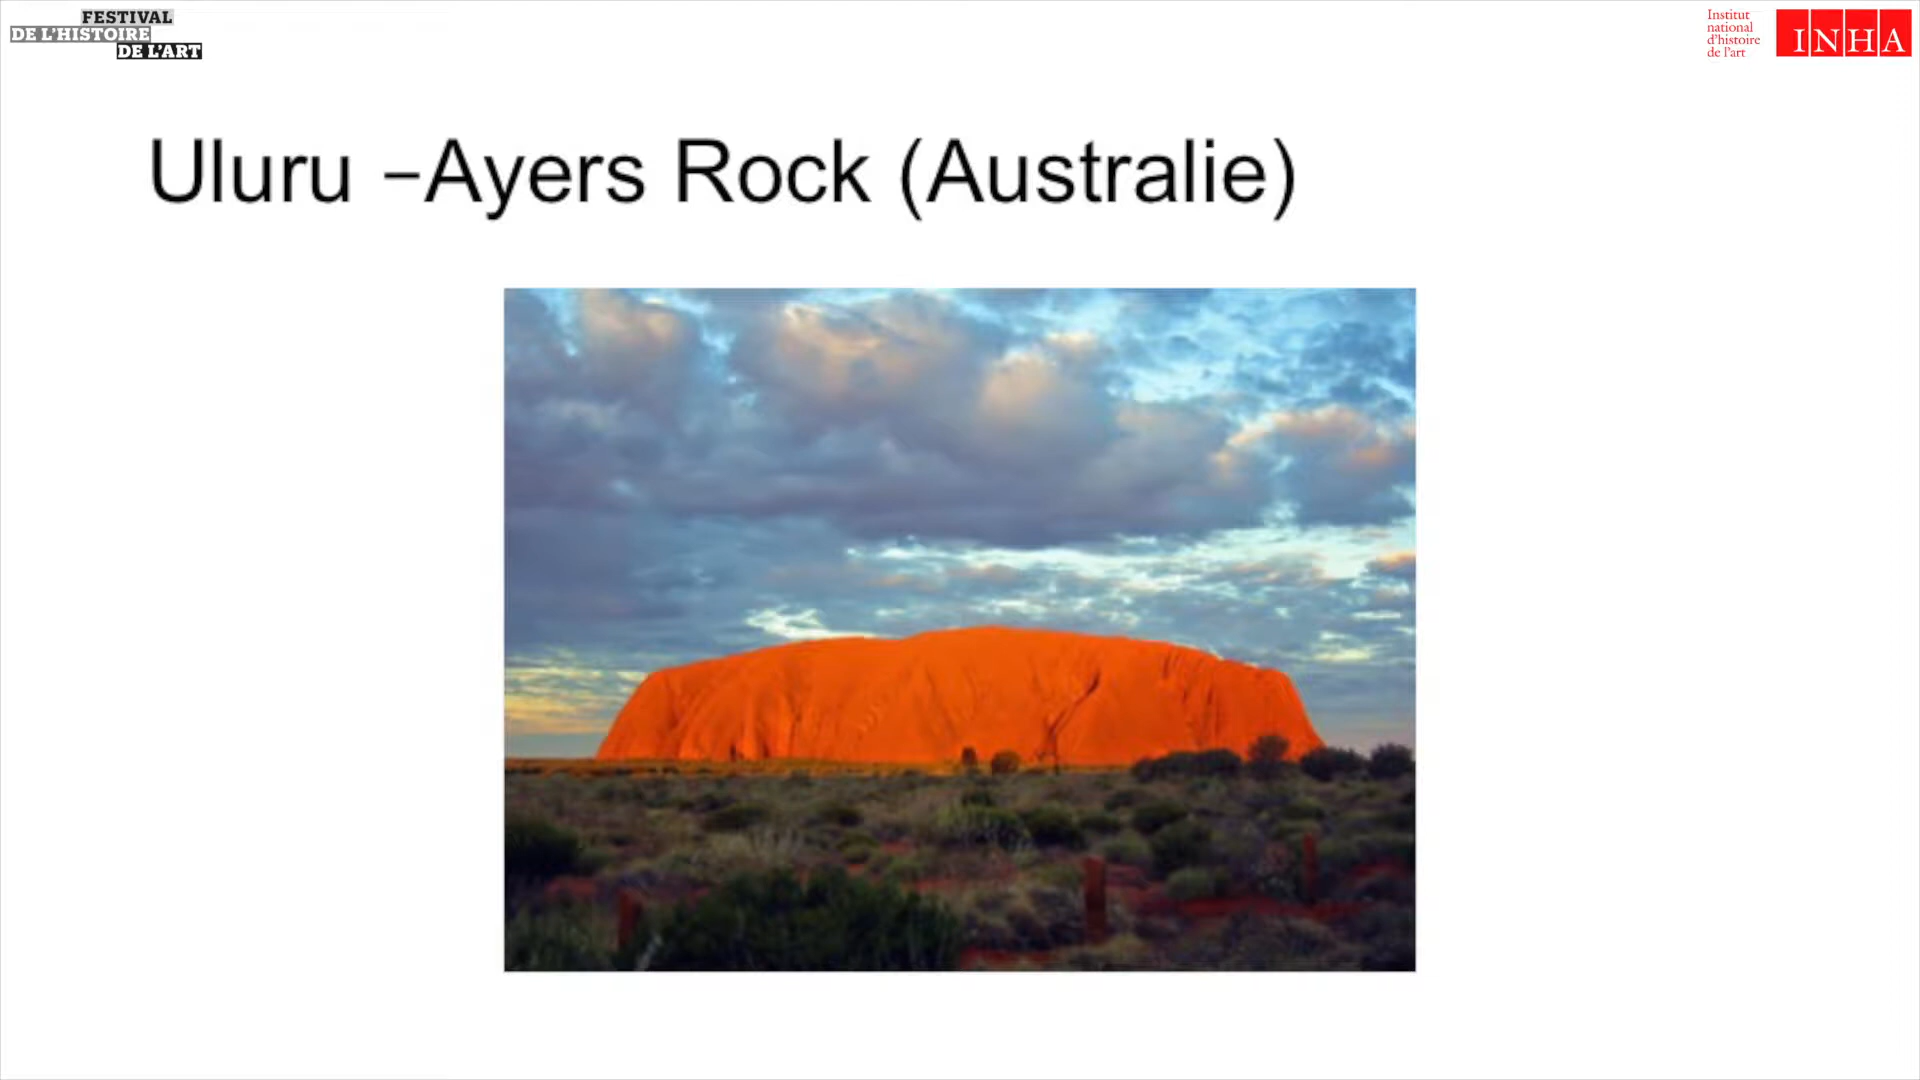 FESTIVAL
DE L'HISTOIRE
DE L'ART
Institut
national
d'histoire
de l'art
INHA
Uluru –Ayers Rock (Australie)